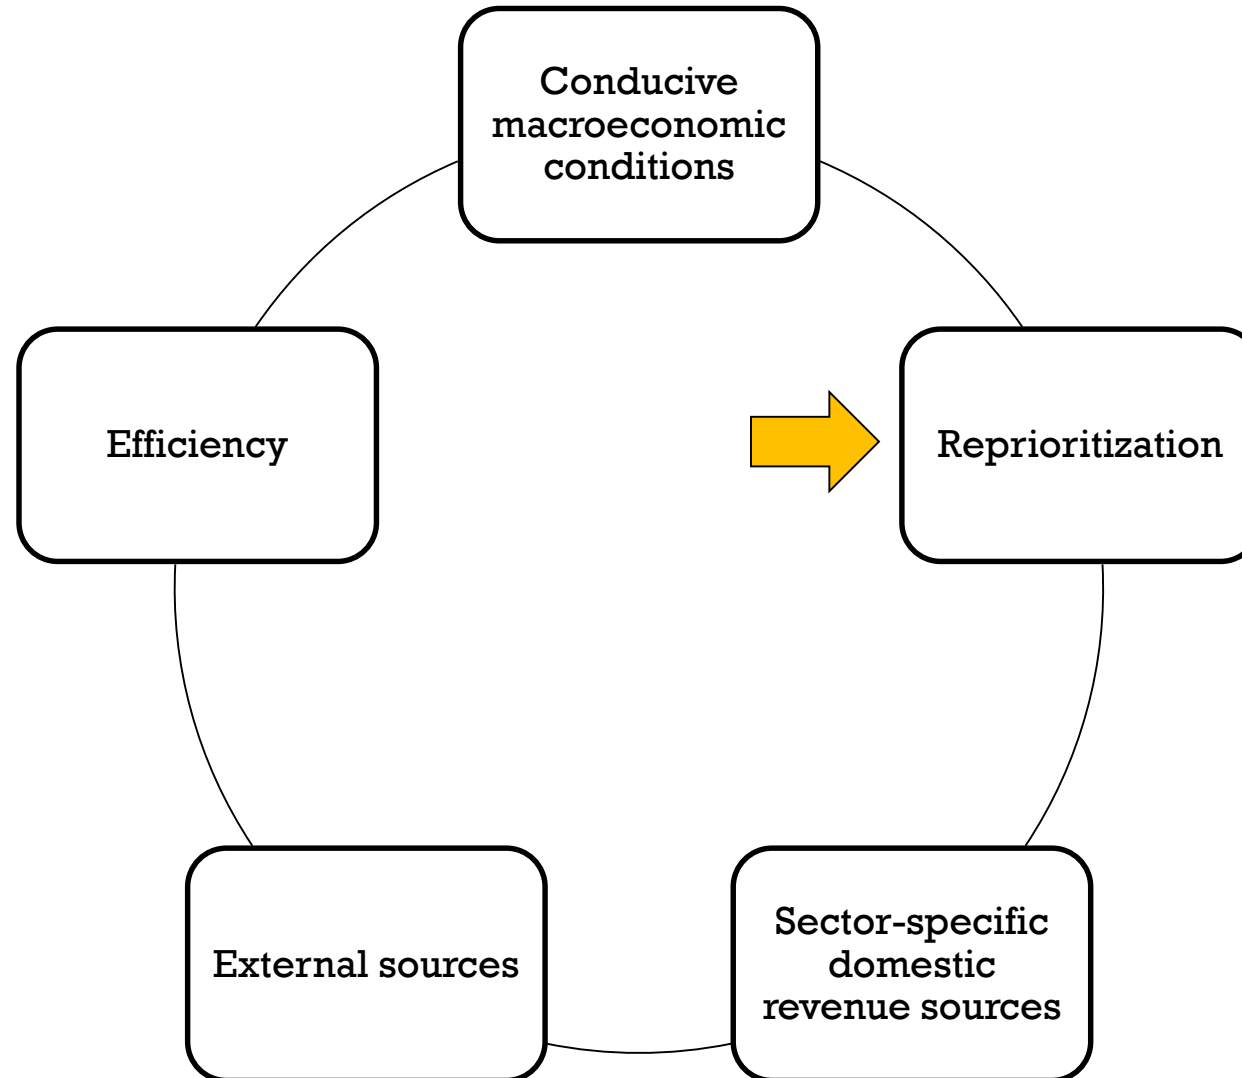 Conducive
macroeconomic
conditions
Efficiency
Reprioritization
External sources
Sector-specific
domestic
revenue sources